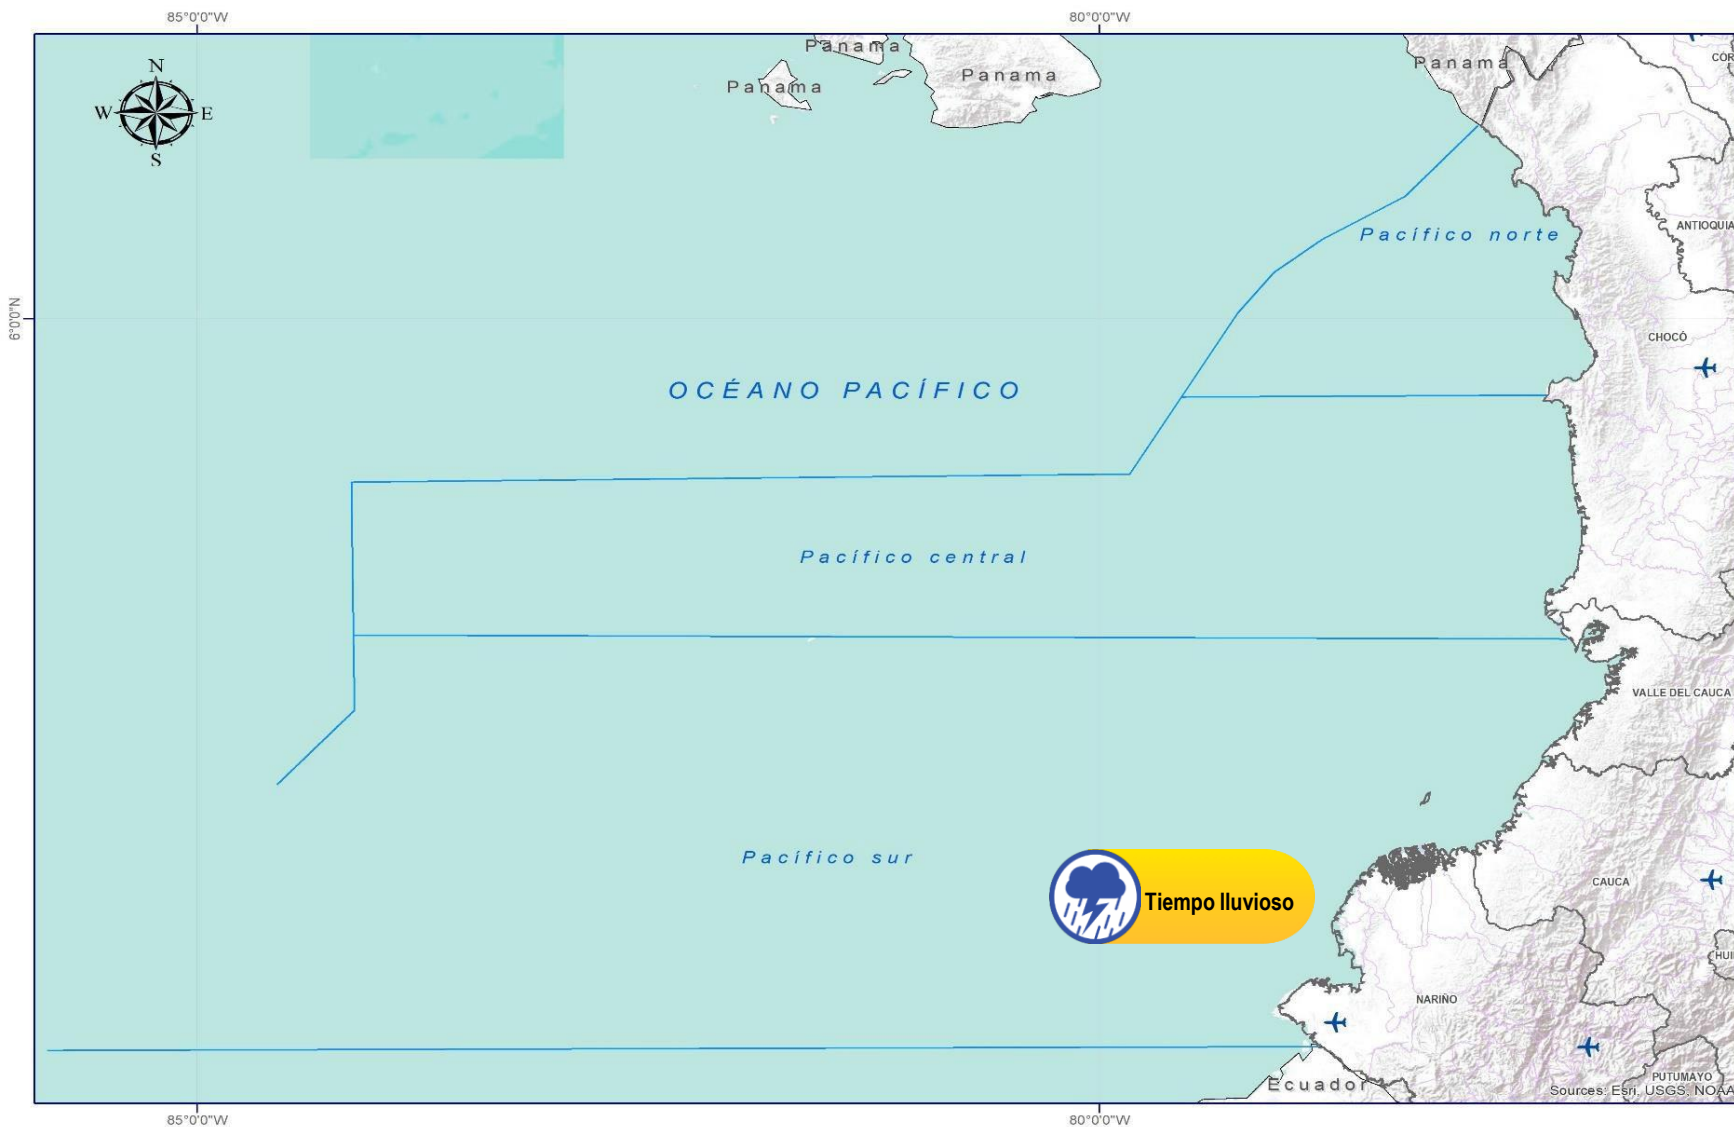 85°0'0"W
80°0'0"W
Panama
Panama
Panama
Panama
CÓR
N
W
E
S
Pacífico norte
ANTIOQUIA
6°0'0"N
CHOCÓ
OCÉANO PACÍFICO
Pacífico central
VALLE DEL CAUCA
Pacífico sur
CAUCA
Tiempo lluvioso
HUI
NARIÑO
PUTUMAYO
Ecuador
Sources: Esri, USGS, NOAA
85°0'0"W
80°0'0"W